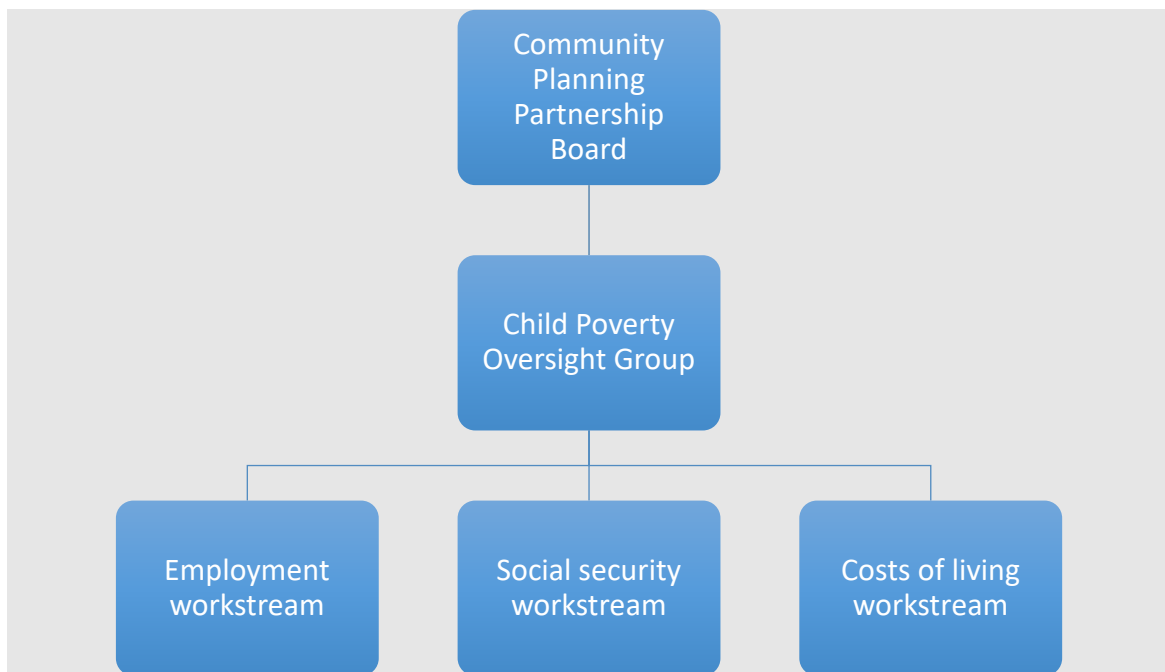 Community
Planning
Partnership
Board
Child Poverty
Oversight Group
Employment
workstream
Social security
workstream
Costs of living
workstream